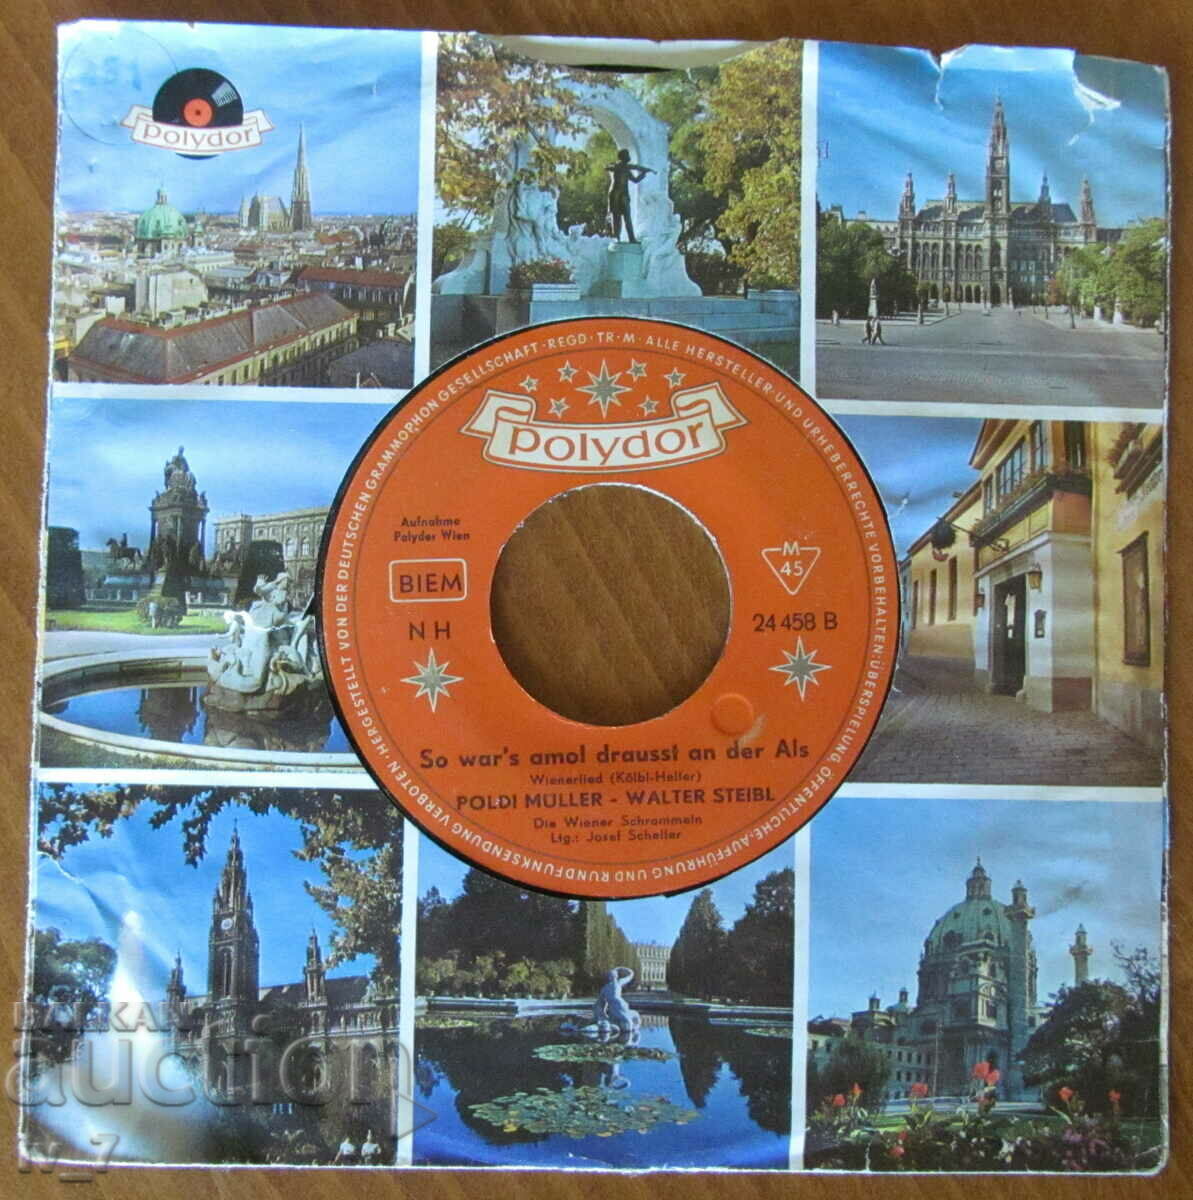 polydor
·HERGESTELLT VON DER DEUTSCHEN GRAMMOPHON GESELLSCHAFT·REGD·TR·M·ALLE HERSTELLER-UND URHEBERRECHTE VORBEHALTEN: ÜBERSPIELUNG, ÖFFENTLICHE·AUFFÜHRUNG UND RUNDFUNKSENDUNG VERBOTEN·
polydor
Aufnahme
Polydor Wien
BIEM
N H
M
45
24 458 B
So war's amol drausst an der Als
Wienerlied (Kölbl-Heller)
POLDI MÜLLER - WALTER STEIBL
Die Wiener Schrammeln
Ltg.: Josef Scheller
BALKAN
auction
iv_7